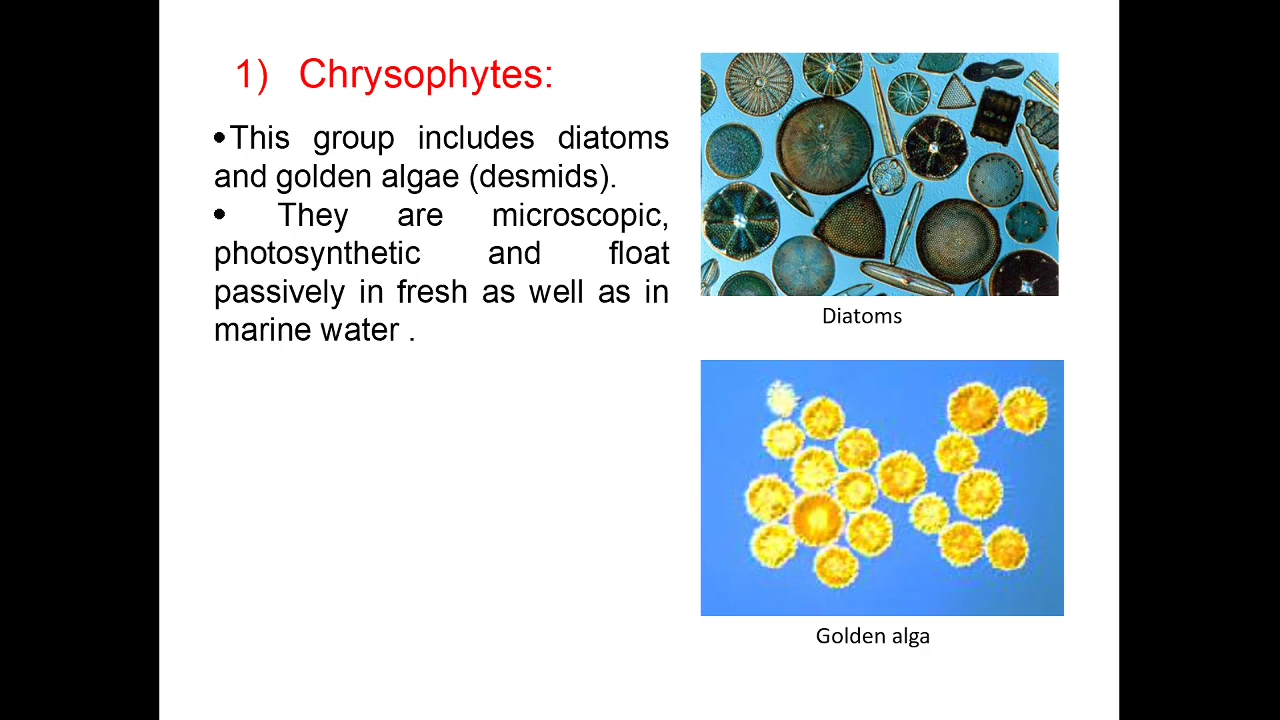 1) Chrysophytes:
•This group includes diatoms
and golden algae (desmids).
• They are microscopic,
photosynthetic and float
passively in fresh as well as in
marine water .
Diatoms
Golden alga